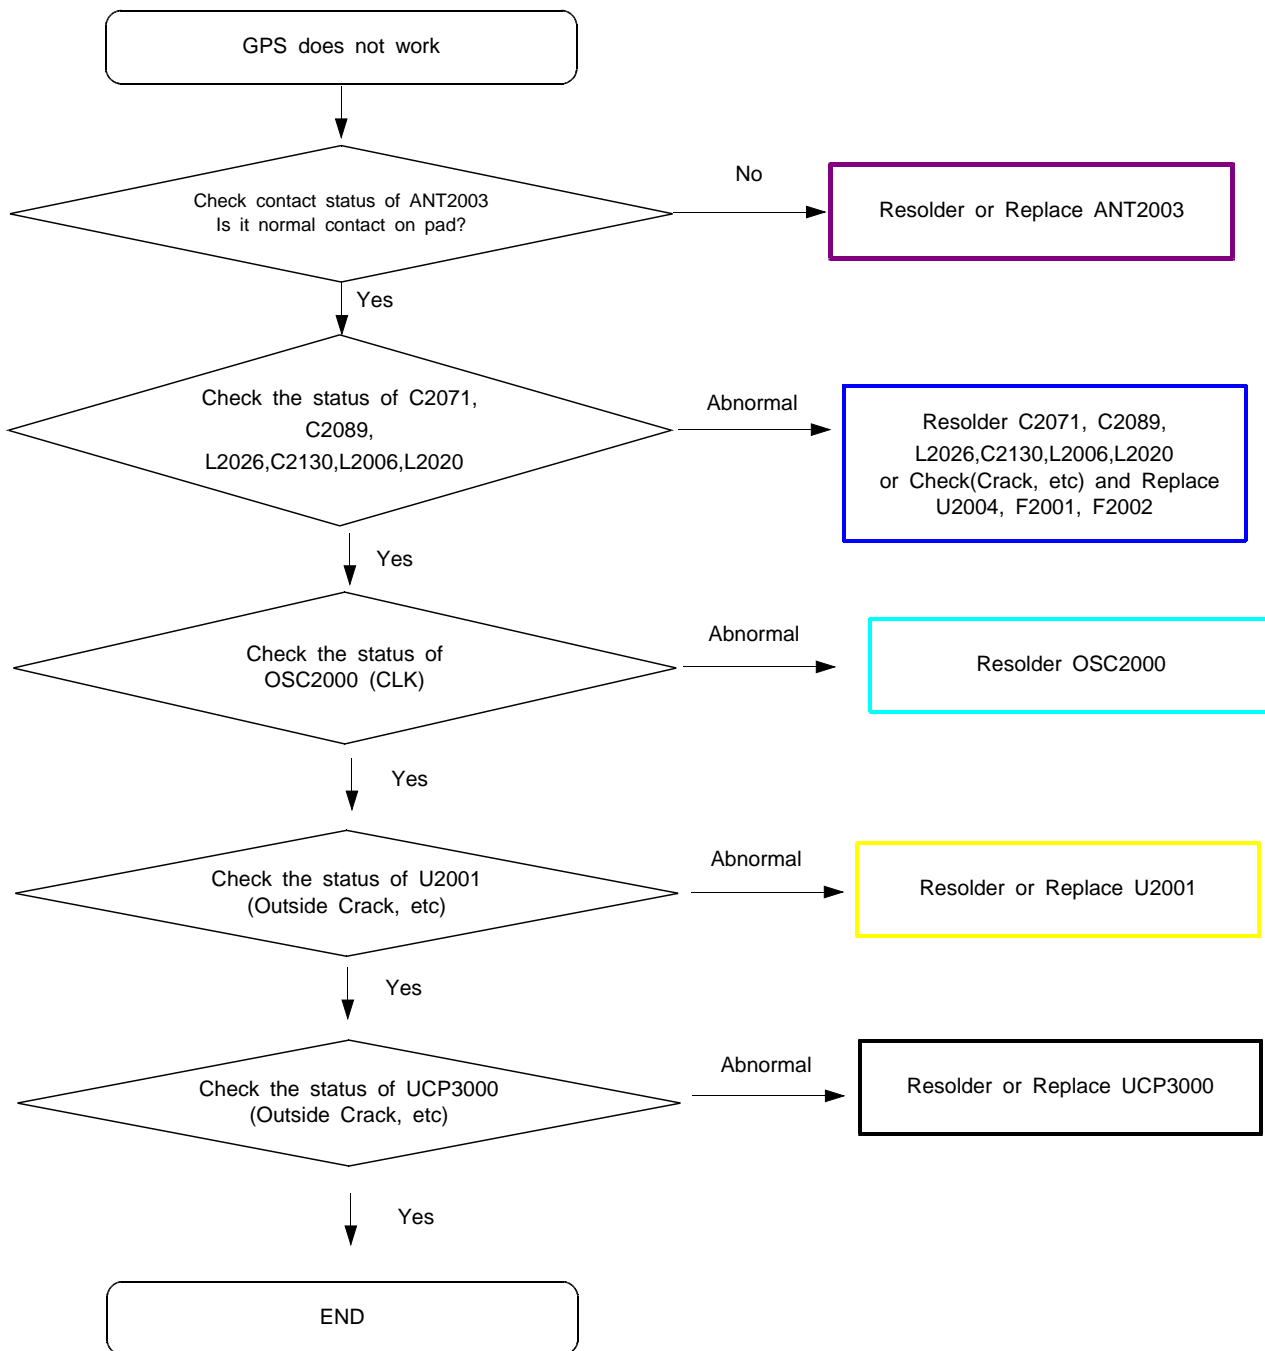 GPS does not work
Check contact status of ANT2003
Is it normal contact on pad?
No
Resolder or Replace ANT2003
Yes
Check the status of C2071,
C2089,
L2026,C2130,L2006,L2020
Abnormal
Resolder C2071, C2089,
L2026,C2130,L2006,L2020
or Check(Crack, etc) and Replace
U2004, F2001, F2002
Yes
Check the status of
OSC2000 (CLK)
Abnormal
Resolder OSC2000
Yes
Check the status of U2001
(Outside Crack, etc)
Abnormal
Resolder or Replace U2001
Yes
Check the status of UCP3000
(Outside Crack, etc)
Abnormal
Resolder or Replace UCP3000
Yes
END